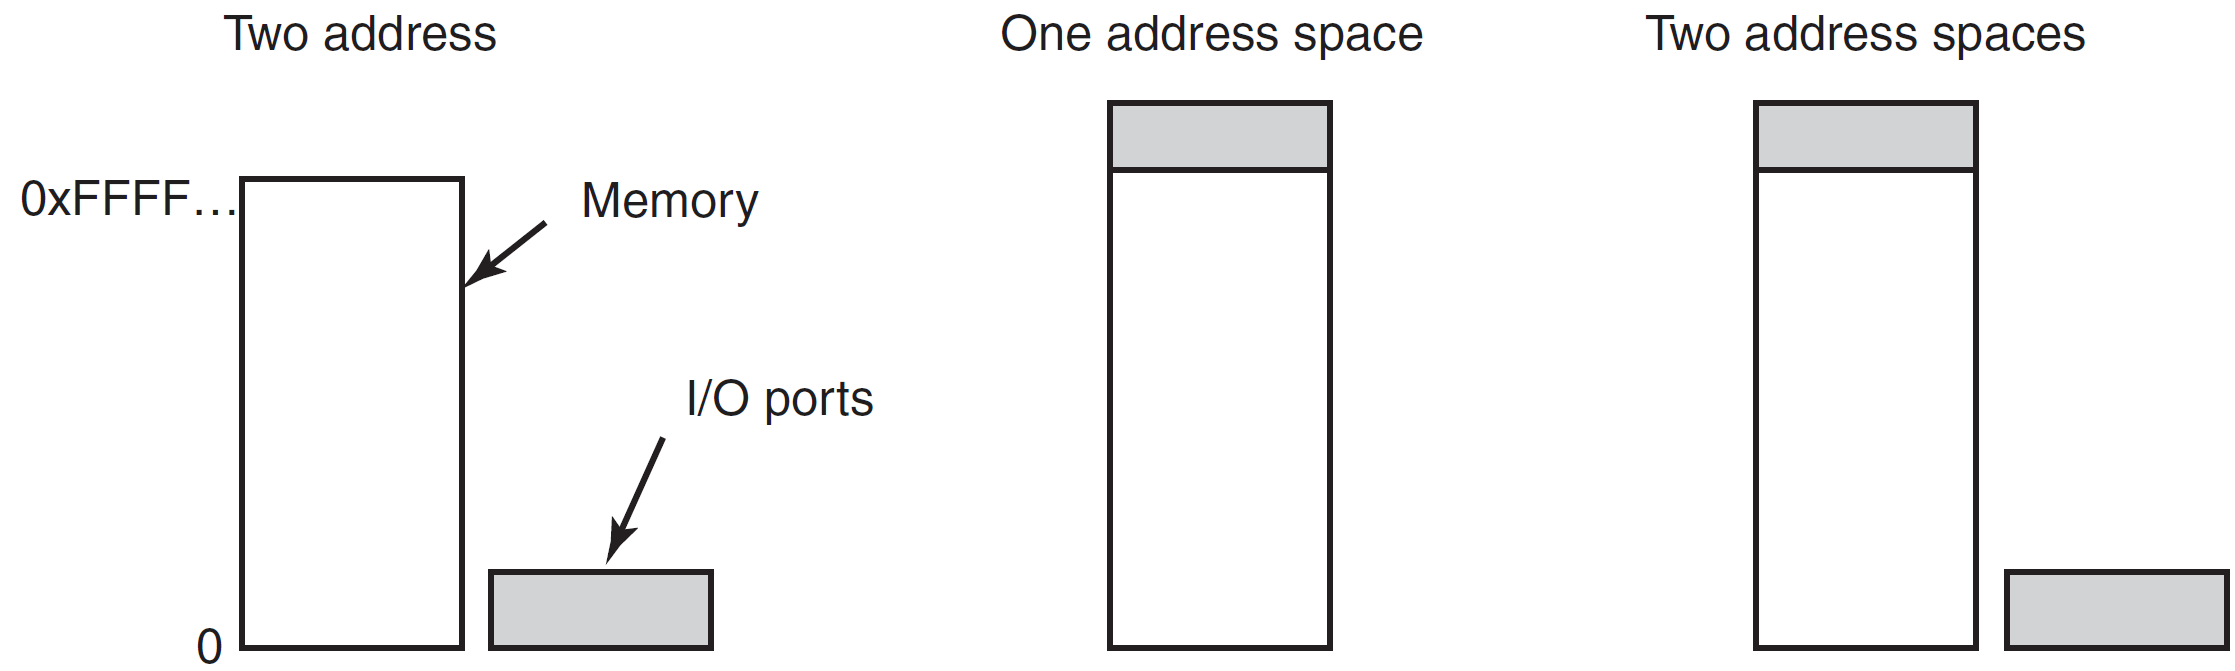 Two address
One address space
Two address spaces
0xFFFF…
Memory
I/O ports
0